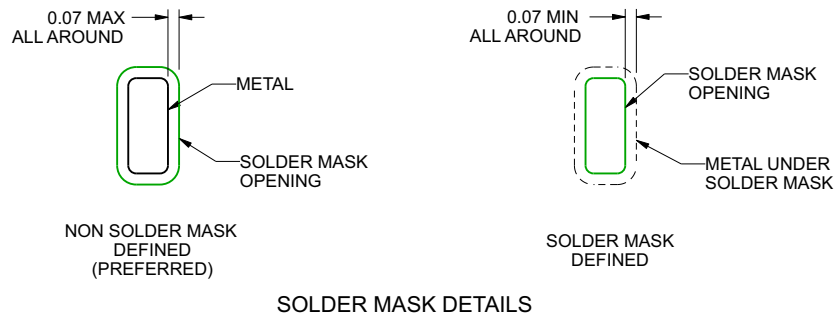 0.07 MAX
ALL AROUND
METAL
SOLDER MASK
OPENING
NON SOLDER MASK
DEFINED
(PREFERRED)
0.07 MIN
ALL AROUND
SOLDER MASK
OPENING
METAL UNDER
SOLDER MASK
SOLDER MASK
DEFINED
SOLDER MASK DETAILS